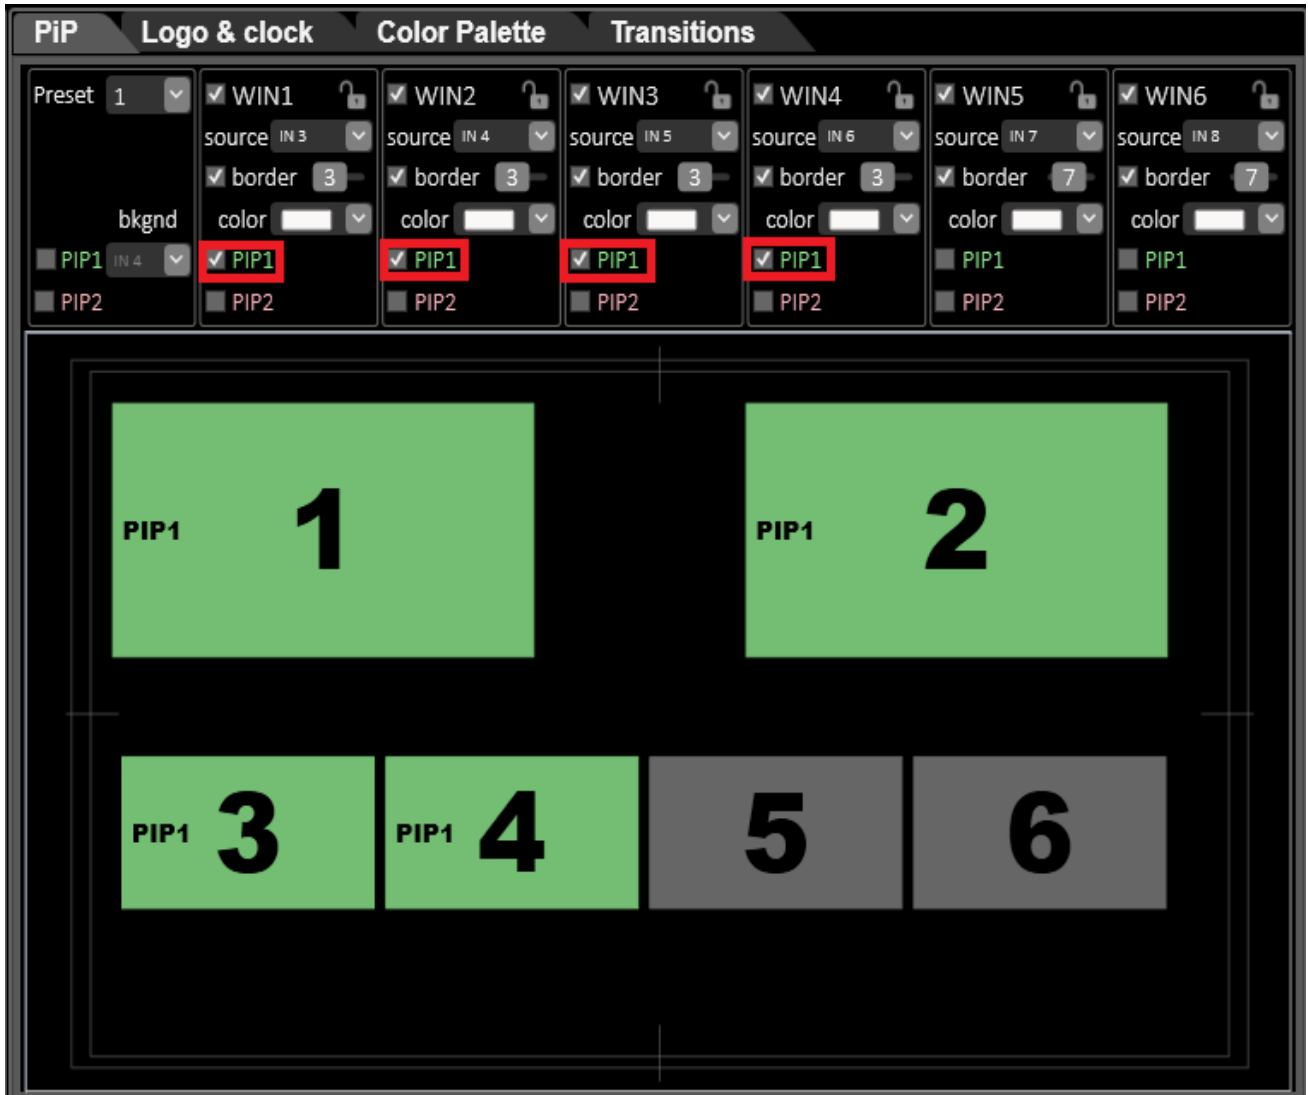 PiP Logo & clock Color Palette Transitions
Preset 1 WIN1 WIN2 WIN3 WIN4 WIN5 WIN6
source IN 3 source IN 4 source IN 5 source IN 6 source IN 7 source IN 8
border 3 border 3 border 3 border 3 border 7 border 7
bkgnd color color color color color color
PIP1 IN 4 PIP1 PIP1 PIP1 PIP1 PIP1 PIP1
PIP2 PIP2 PIP2 PIP2 PIP2 PIP2 PIP2
PIP1 1 PIP1 2
PIP1 3 PIP1 4 5 6